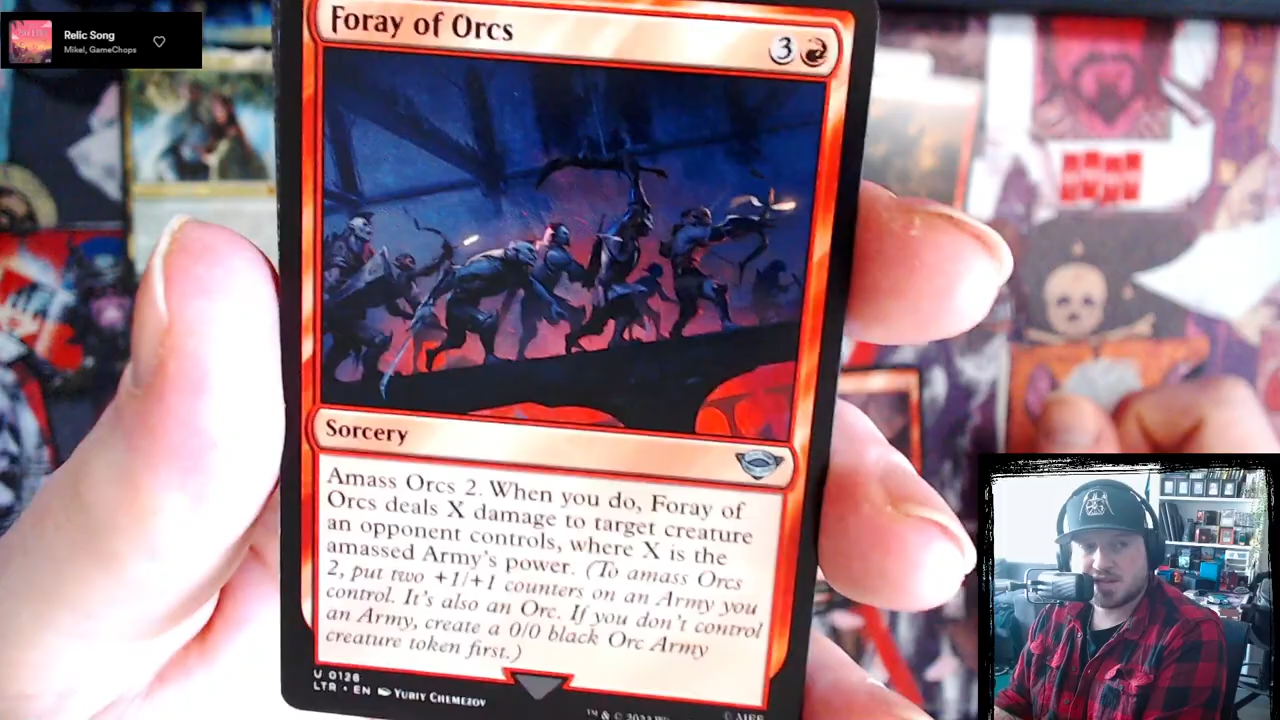 Relic Song
Mikel, GameChops
Foray of Orcs
3
Sorcery
Amass Orcs 2. When you do, Foray of
Orcs deals X damage to target creature
an opponent controls, where X is the
amassed Army's power. (To amass Orcs
2, put two +1/+1 counters on an Army you
control. It's also an Orc. If you don't control
an Army, create a 0/0 black Orc Army
creature token first.)
U 0126
LTR • EN YURIY CHEMEZOV
™ & © 2023